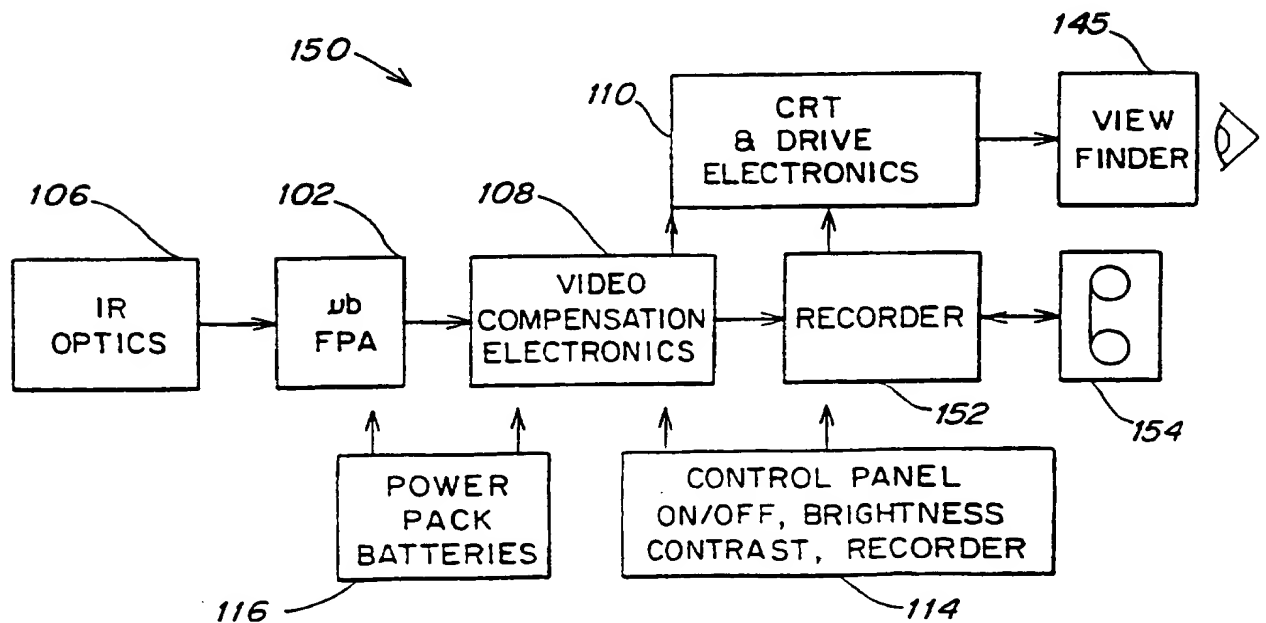 150
145
110
CRT
& DRIVE
ELECTRONICS
VIEW
FINDER
106
102
108
IR
OPTICS
μb
FPA
VIDEO
COMPENSATION
ELECTRONICS
RECORDER
152
154
POWER
PACK
BATTERIES
CONTROL PANEL
ON/OFF, BRIGHTNESS
CONTRAST, RECORDER
116
114